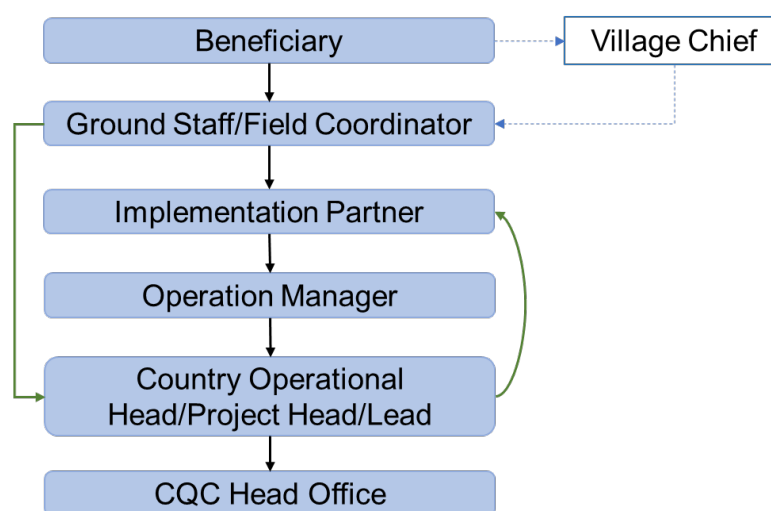 Beneficiary
Village Chief
Ground Staff/Field Coordinator
Implementation Partner
Operation Manager
Country Operational
Head/Project Head/Lead
CQC Head Office